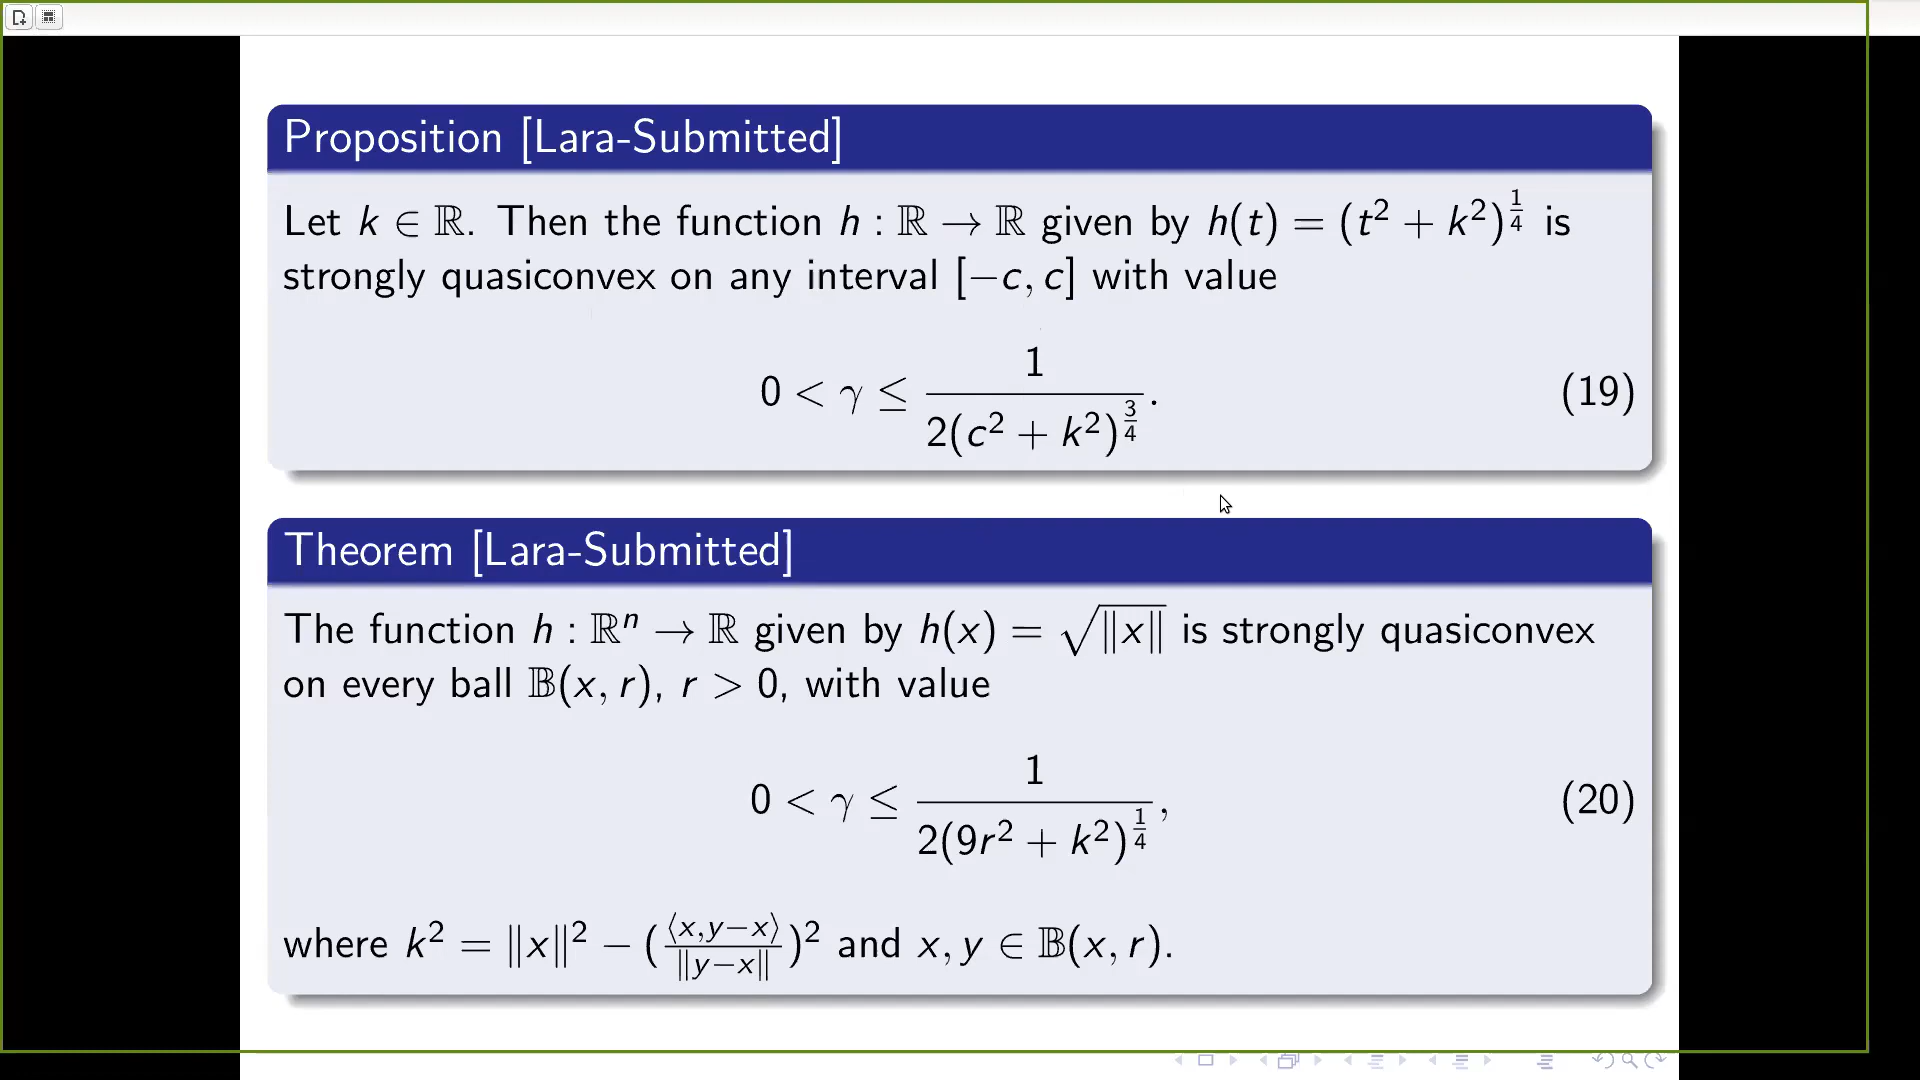 Proposition [Lara-Submitted]
Let k ∈ ℝ. Then the function h : ℝ → ℝ given by h(t) = (t² + k²)^{1/4} is
strongly quasiconvex on any interval [−c, c] with value
0 < γ ≤ 1 / 2(c² + k²)^{3/4}. (19)
Theorem [Lara-Submitted]
The function h : ℝⁿ → ℝ given by h(x) = √‖x‖ is strongly quasiconvex
on every ball 𝔹(x, r), r > 0, with value
0 < γ ≤ 1 / 2(9r² + k²)^{1/4}, (20)
where k² = ‖x‖² − (⟨x,y−x⟩ / ‖y−x‖)² and x, y ∈ 𝔹(x, r).